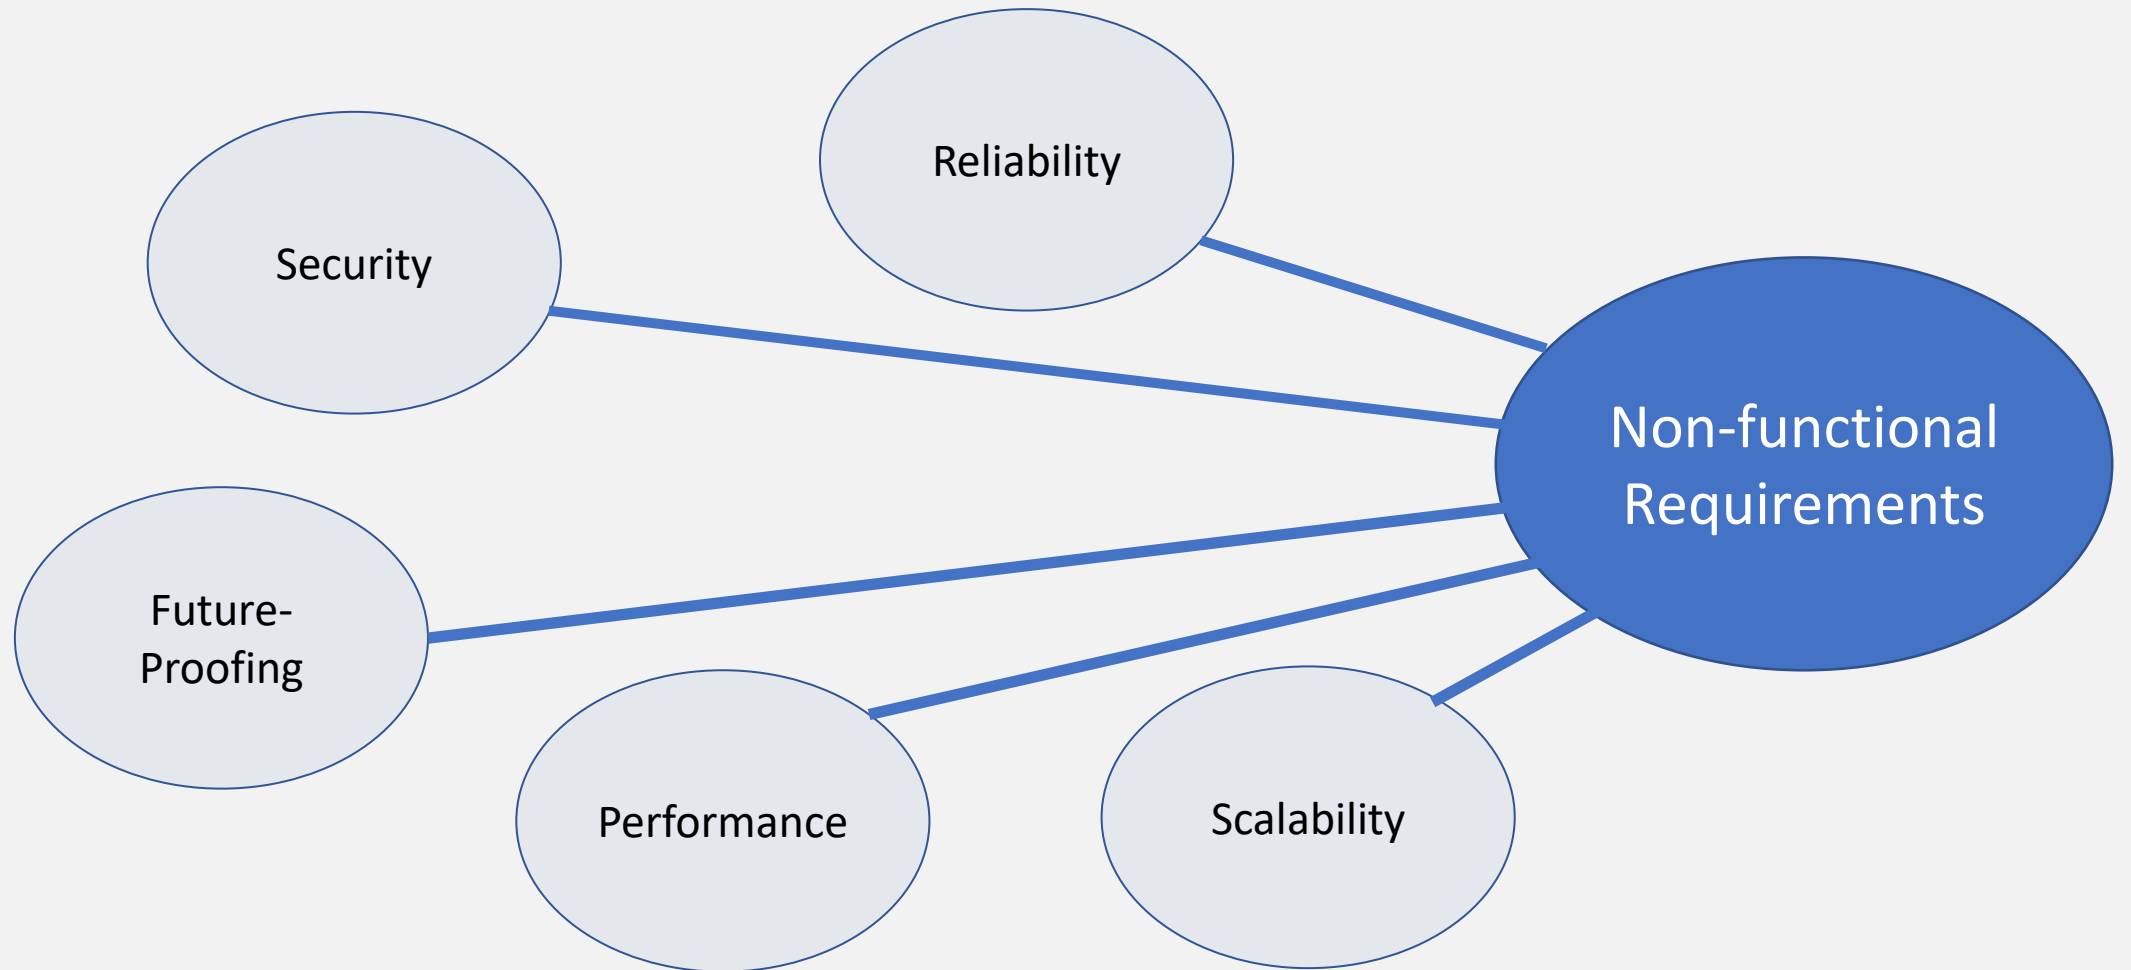 Reliability
Security
Non-functional
Requirements
Future-
Proofing
Performance
Scalability